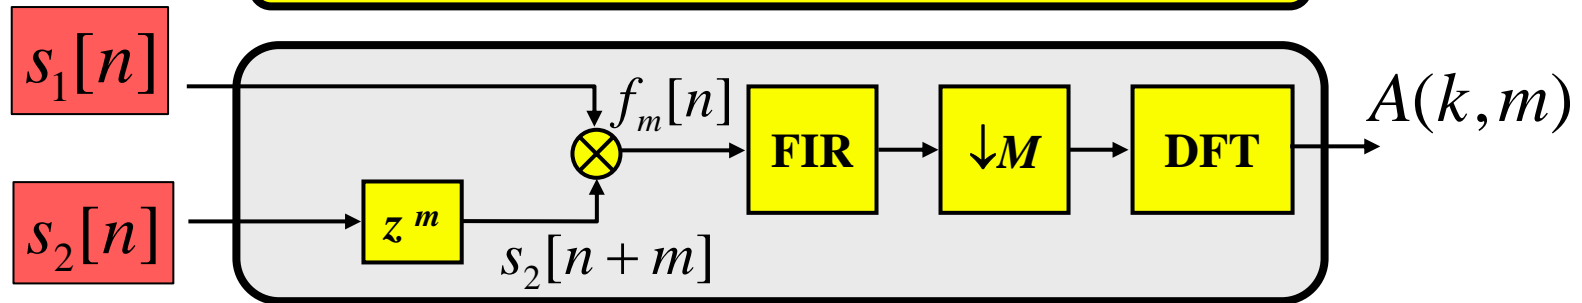 s₁[n]
fₘ[n]
FIR
↓M
DFT
A(k,m)
s₂[n]
z ᵐ
s₂[n + m]